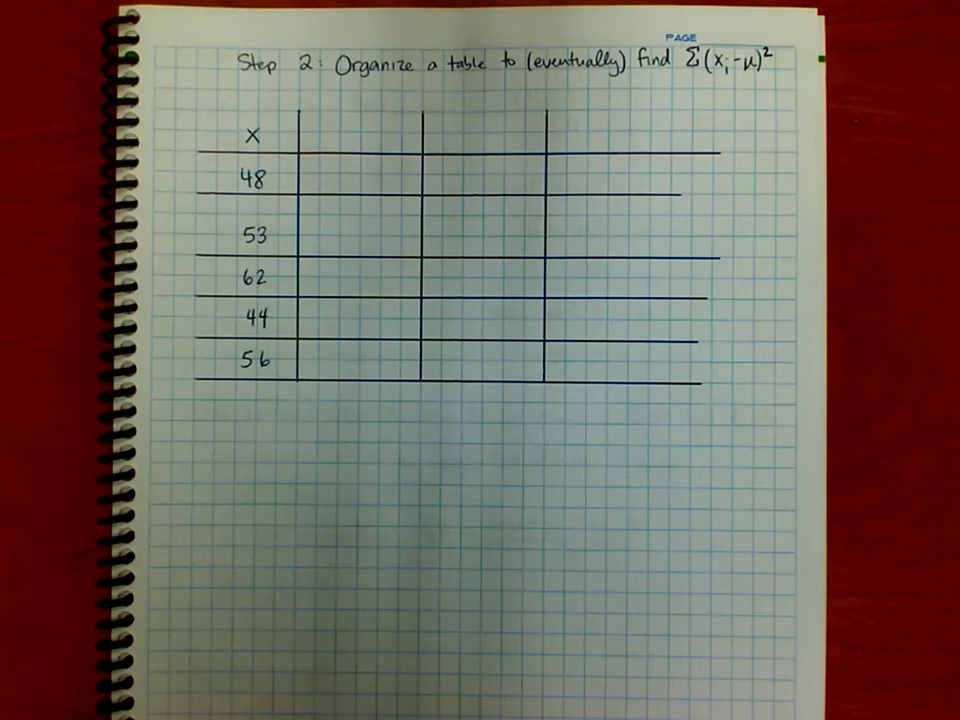 PAGE
Step 2: Organize a table to (eventually) find Σ(xᵢ-μ)²
x
48
53
62
44
56